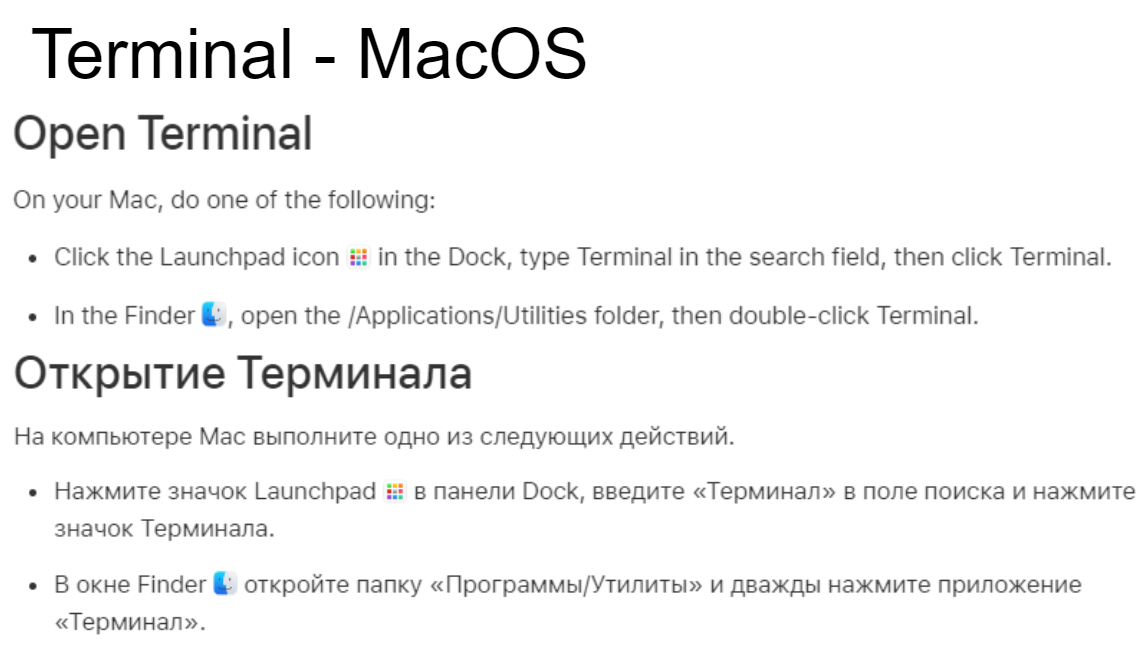 Terminal - MacOS
Open Terminal
On your Mac, do one of the following:
• Click the Launchpad icon in the Dock, type Terminal in the search field, then click Terminal.
• In the Finder , open the /Applications/Utilities folder, then double-click Terminal.
Открытие Терминала
На компьютере Mac выполните одно из следующих действий.
• Нажмите значок Launchpad в панели Dock, введите «Терминал» в поле поиска и нажмите
значок Терминала.
• В окне Finder откройте папку «Программы/Утилиты» и дважды нажмите приложение
«Терминал».